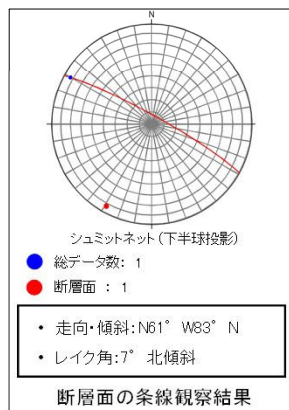 N
シュミットネット(下半球投影)
総データ数: 1
断層面 : 1
・ 走向・傾斜:N61° W83° N
・ レイク角:7° 北傾斜
断層面の条線観察結果